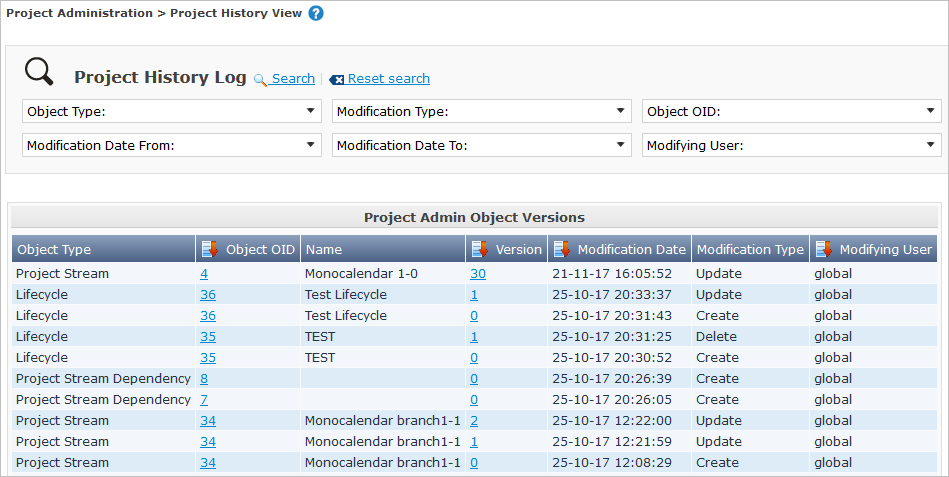 Project Administration > Project History View ?
Project History Log Search Reset search
Object Type: Modification Type: Object OID:
Modification Date From: Modification Date To: Modifying User:
Project Admin Object Versions
Object Type Object OID Name Version Modification Date Modification Type Modifying User
Project Stream 4 Monocalendar 1-0 30 21-11-17 16:05:52 Update global
Lifecycle 36 Test Lifecycle 1 25-10-17 20:33:37 Update global
Lifecycle 36 Test Lifecycle 0 25-10-17 20:31:43 Create global
Lifecycle 35 TEST 1 25-10-17 20:31:25 Delete global
Lifecycle 35 TEST 0 25-10-17 20:30:52 Create global
Project Stream Dependency 8 0 25-10-17 20:26:39 Create global
Project Stream Dependency 7 0 25-10-17 20:26:05 Create global
Project Stream 34 Monocalendar branch1-1 2 25-10-17 12:22:00 Update global
Project Stream 34 Monocalendar branch1-1 1 25-10-17 12:21:59 Update global
Project Stream 34 Monocalendar branch1-1 0 25-10-17 12:08:29 Create global